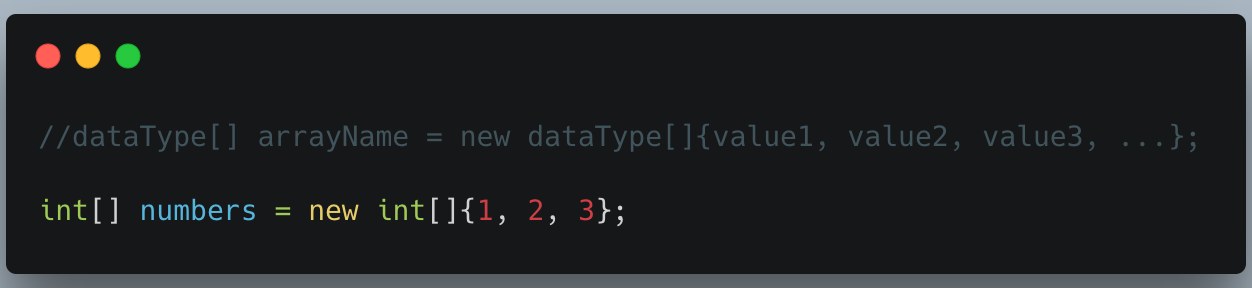 //dataType[] arrayName = new dataType[]{value1, value2, value3, ...};
int[] numbers = new int[]{1, 2, 3};